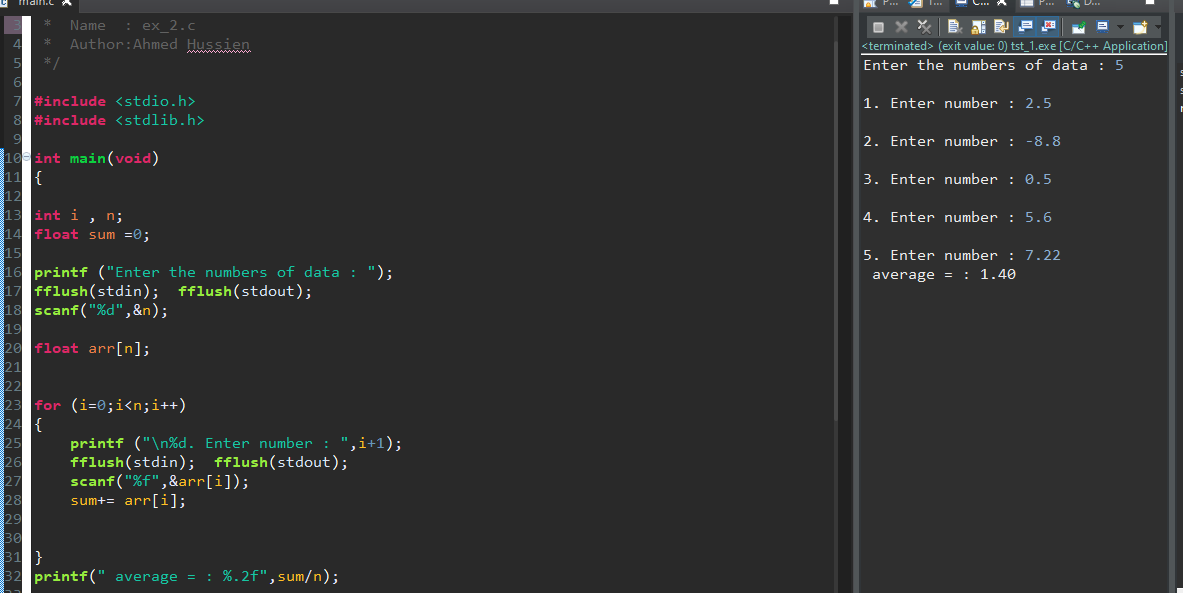 main.c
3 * Name : ex_2.c
4 * Author:Ahmed Hussien
5 */
6
7 #include <stdio.h>
8 #include <stdlib.h>
9
10 int main(void)
11 {
12
13 int i , n;
14 float sum =0;
15
16 printf ("Enter the numbers of data : ");
17 fflush(stdin); fflush(stdout);
18 scanf("%d",&n);
19
20 float arr[n];
21
22
23 for (i=0;i<n;i++)
24 {
25 printf ("\n%d. Enter number : ",i+1);
26 fflush(stdin); fflush(stdout);
27 scanf("%f",&arr[i]);
28 sum+= arr[i];
29
30
31 }
32 printf(" average = : %.2f",sum/n);
P... T... C... P... D...
<terminated> (exit value: 0) tst_1.exe [C/C++ Application]
Enter the numbers of data : 5
1. Enter number : 2.5
2. Enter number : -8.8
3. Enter number : 0.5
4. Enter number : 5.6
5. Enter number : 7.22
average = : 1.40